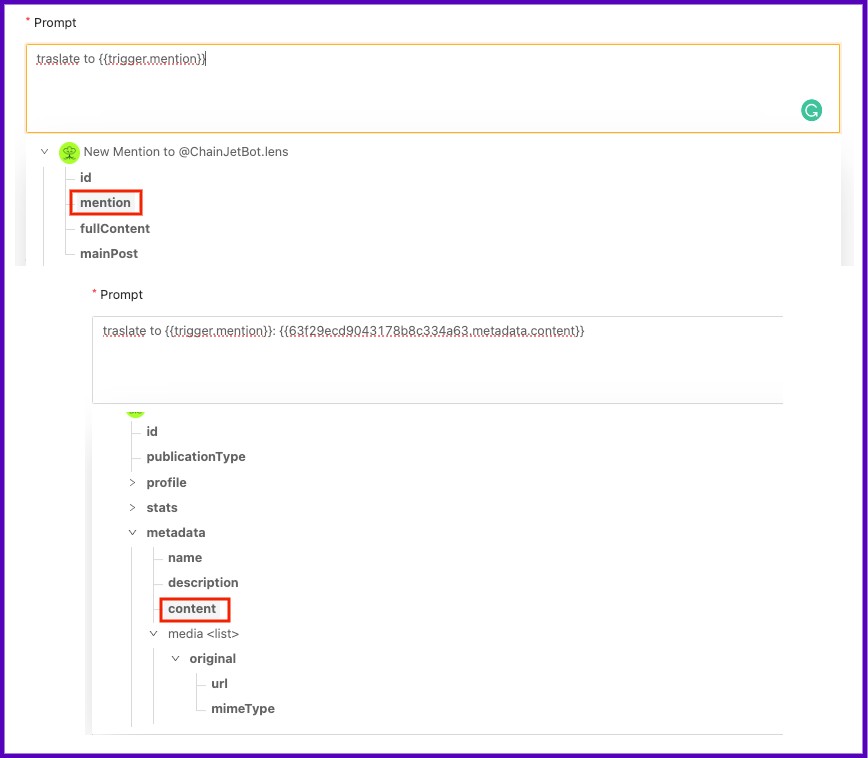 * Prompt
traslate to {{trigger.mention}}
New Mention to @ChainJetBot.lens
id
mention
fullContent
mainPost
* Prompt
traslate to {{trigger.mention}}: {{63f29ecd9043178b8c334a63.metadata.content}}
id
publicationType
profile
stats
metadata
name
description
content
media <list>
original
url
mimeType